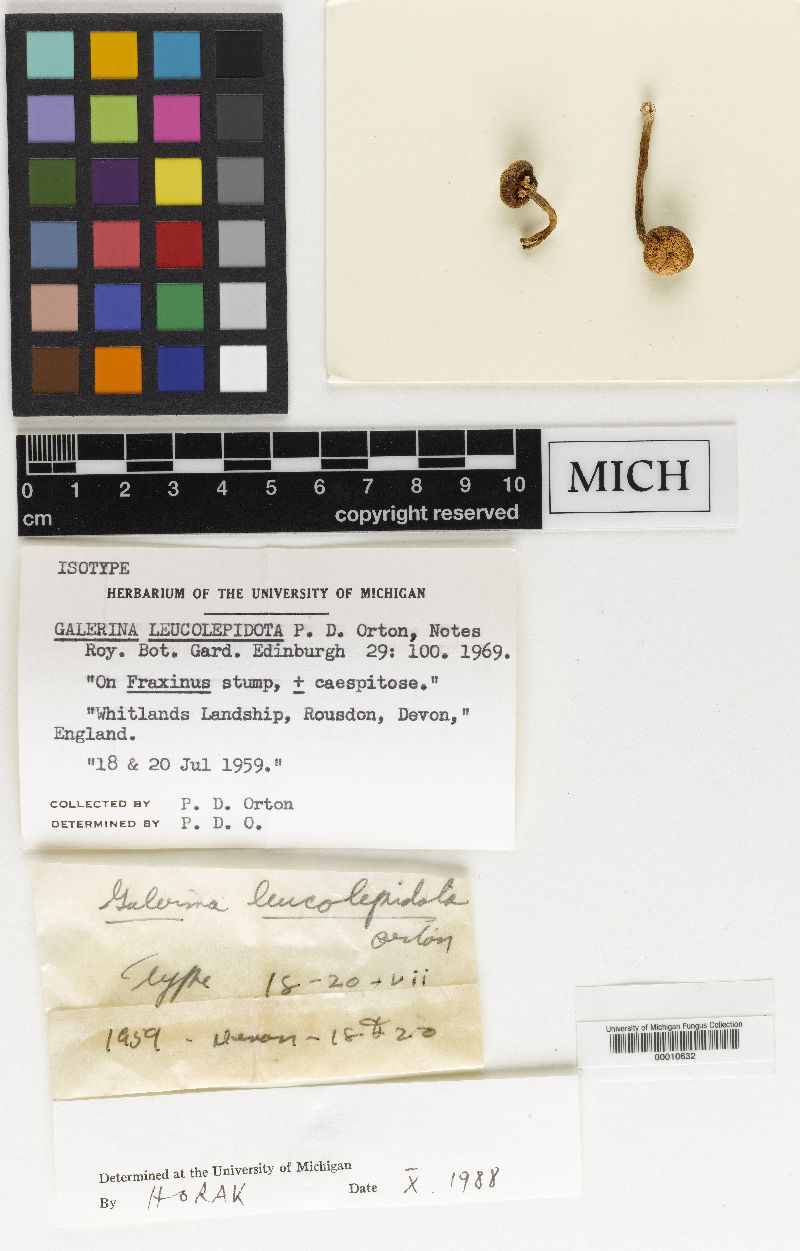 0 1 2 3 4 5 6 7 8 9 10
cm
copyright reserved
MICH
ISOTYPE
HERBARIUM OF THE UNIVERSITY OF MICHIGAN
GALERINA LEUCOLEPIDOTA P. D. Orton, Notes
Roy. Bot. Gard. Edinburgh 29: 100. 1969.
"On Fraxinus stump, ± caespitose."
"Whitlands Landship, Rousdon, Devon,"
England.
"18 & 20 Jul 1959."
COLLECTED BY P. D. Orton
DETERMINED BY P. D. O.
Galerina leucolepidota
Orton
Type 18-20-vii
1959 - Devon - 18 & 20
University of Michigan Fungus Collection
00010632
Determined at the University of Michigan
By HORAK Date X. 1988